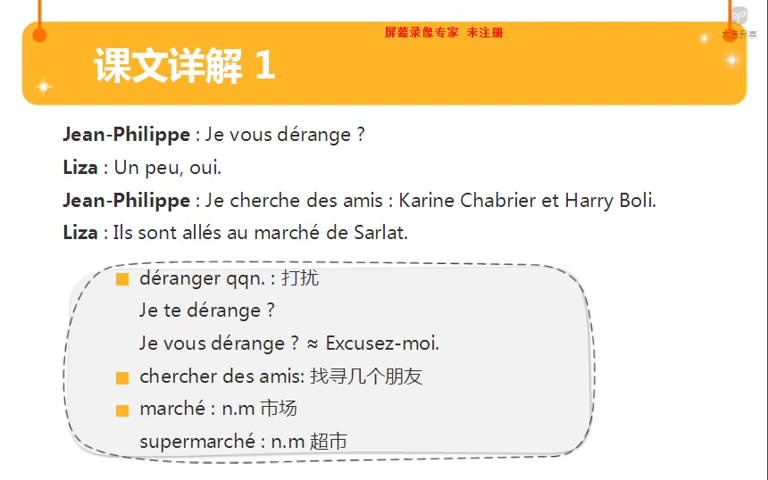 屏幕录像专家 未注册
课文详解 1
Jean-Philippe : Je vous dérange ?
Liza : Un peu, oui.
Jean-Philippe : Je cherche des amis : Karine Chabrier et Harry Boli.
Liza : Ils sont allés au marché de Sarlat.
déranger qqn. : 打扰
Je te dérange ?
Je vous dérange ? ≈ Excusez-moi.
chercher des amis: 找寻几个朋友
marché : n.m 市场
supermarché : n.m 超市